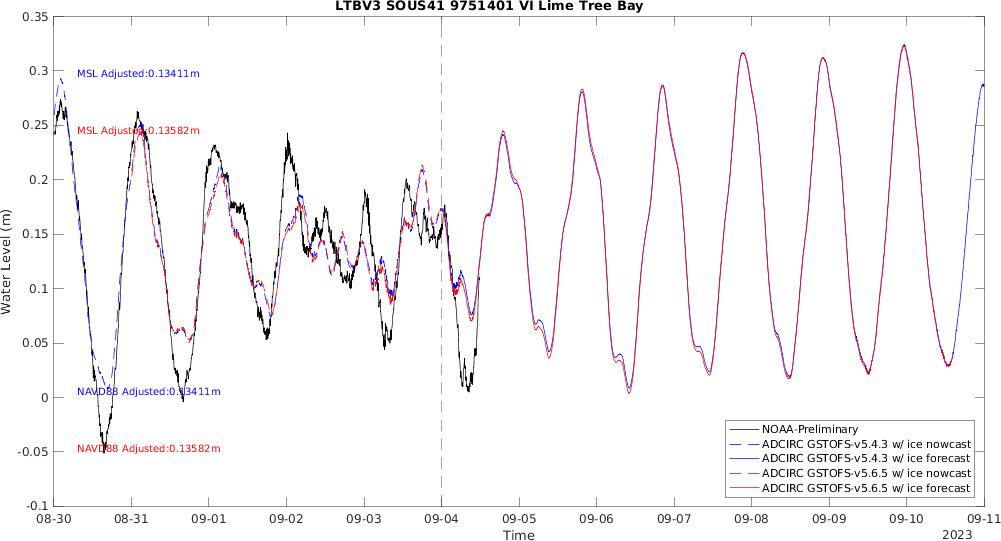 LTBV3 SOUS41 9751401 VI Lime Tree Bay
0.35
0.3
0.25
0.2
0.15
0.1
0.05
0
-0.05
-0.1
Water Level (m)
MSL Adjusted:0.13411m
MSL Adjusted:0.13582m
NAVD88 Adjusted:0.13411m
NAVD88 Adjusted:0.13582m
NOAA-Preliminary
ADCIRC GSTOFS-v5.4.3 w/ ice nowcast
ADCIRC GSTOFS-v5.4.3 w/ ice forecast
ADCIRC GSTOFS-v5.6.5 w/ ice nowcast
ADCIRC GSTOFS-v5.6.5 w/ ice forecast
08-30 08-31 09-01 09-02 09-03 09-04 09-05 09-06 09-07 09-08 09-09 09-10 09-11
Time
2023